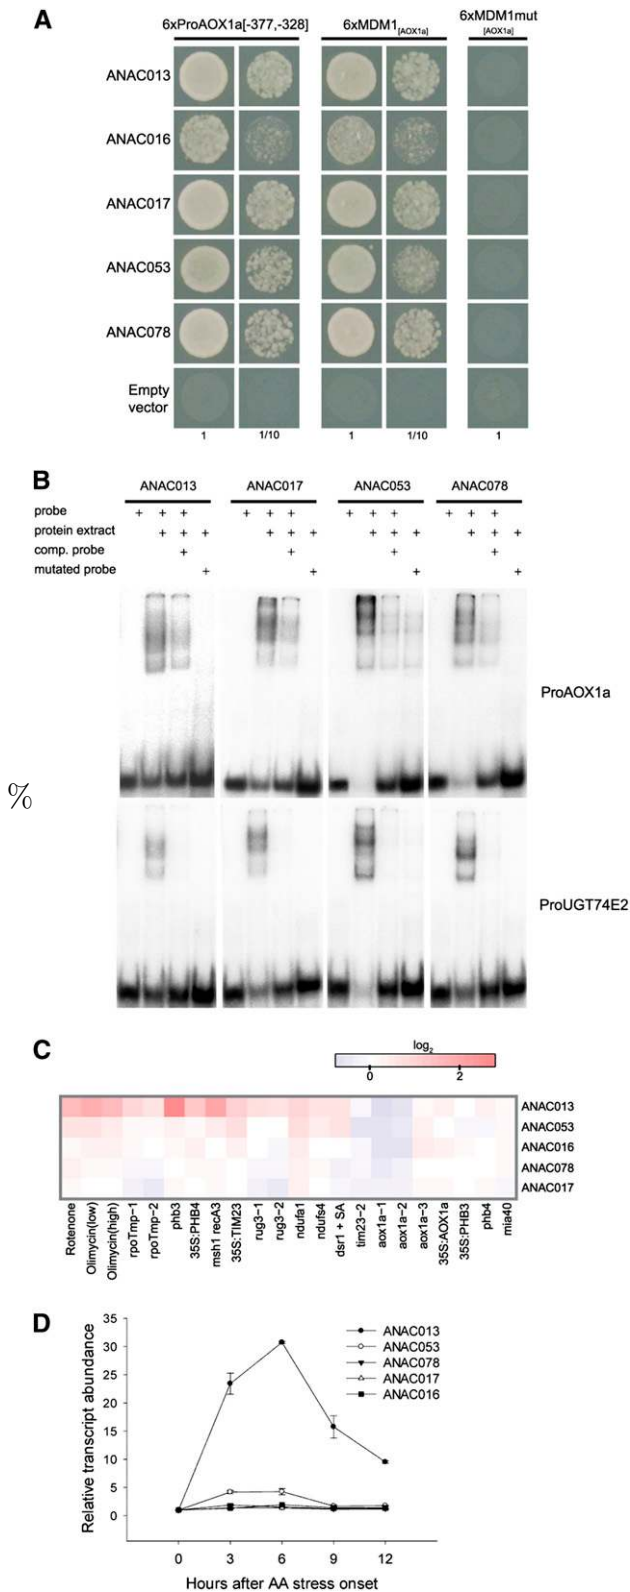 A
6xProAOX1a[-377,-328]
6xMDM1[AOX1a]
6xMDM1mut
[AOX1a]
ANAC013
ANAC016
ANAC017
ANAC053
ANAC078
Empty
vector
1
1/10
1
1/10
1
B
ANAC013
ANAC017
ANAC053
ANAC078
probe
+ + +
+ + +
+ + +
+ + +
protein extract
+ + +
+ + +
+ + +
+ + +
comp. probe
+
+
+
+
mutated probe
+
+
+
+
ProAOX1a
%
ProUGT74E2
C
log2
0
2
ANAC013
ANAC053
ANAC016
ANAC078
ANAC017
Rotenone
Olimycin(low)
Olimycin(high)
rpoTmp-1
rpoTmp-2
phb3
35S:PHB4
msh1 recA3
35S:TIM23
rug3-1
rug3-2
ndufa1
ndufs4
dsr1 + SA
tim23-2
aox1a-1
aox1a-2
aox1a-3
35S:AOX1a
35S:PHB3
phb4
mia40
D
Relative transcript abundance
35
30
25
20
15
10
5
0
ANAC013
ANAC053
ANAC078
ANAC017
ANAC016
0
3
6
9
12
Hours after AA stress onset